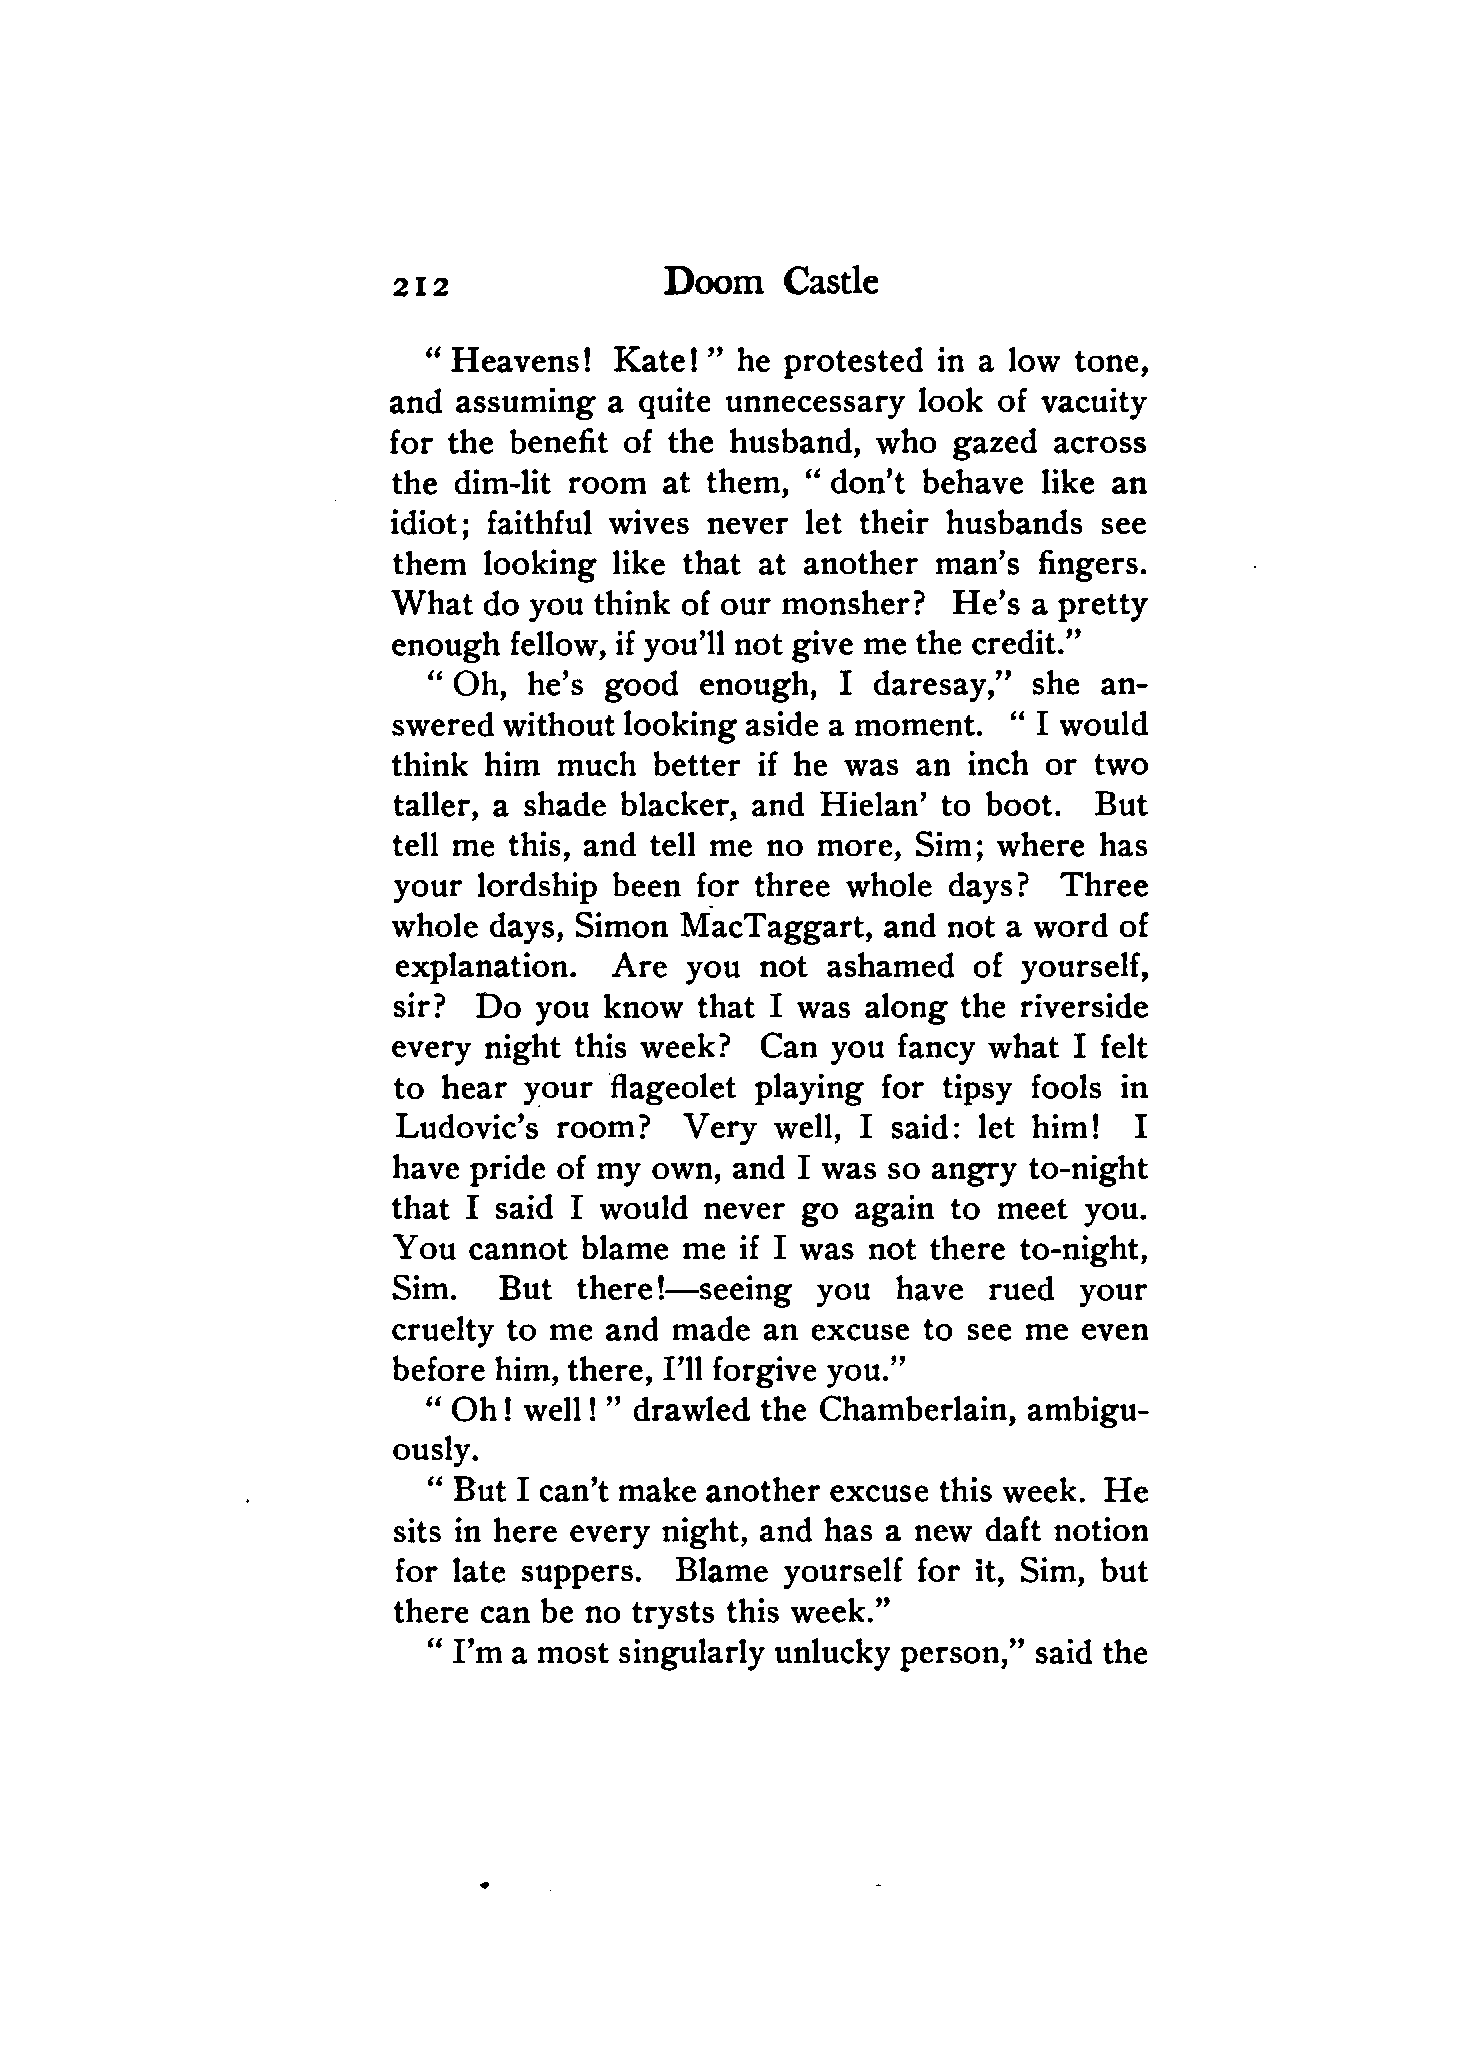 212 Doom Castle
" Heavens! Kate! " he protested in a low tone,
and assuming a quite unnecessary look of vacuity
for the benefit of the husband, who gazed across
the dim-lit room at them, " don't behave like an
idiot; faithful wives never let their husbands see
them looking like that at another man's fingers.
What do you think of our monsher? He's a pretty
enough fellow, if you'll not give me the credit."
" Oh, he's good enough, I daresay," she an-
swered without looking aside a moment. " I would
think him much better if he was an inch or two
taller, a shade blacker, and Hielan' to boot. But
tell me this, and tell me no more, Sim; where has
your lordship been for three whole days? Three
whole days, Simon MacTaggart, and not a word of
explanation. Are you not ashamed of yourself,
sir? Do you know that I was along the riverside
every night this week? Can you fancy what I felt
to hear your flageolet playing for tipsy fools in
Ludovic's room? Very well, I said: let him! I
have pride of my own, and I was so angry to-night
that I said I would never go again to meet you.
You cannot blame me if I was not there to-night,
Sim. But there!—seeing you have rued your
cruelty to me and made an excuse to see me even
before him, there, I'll forgive you."
" Oh! well! " drawled the Chamberlain, ambigu-
ously.
" But I can't make another excuse this week. He
sits in here every night, and has a new daft notion
for late suppers. Blame yourself for it, Sim, but
there can be no trysts this week."
" I'm a most singularly unlucky person," said the